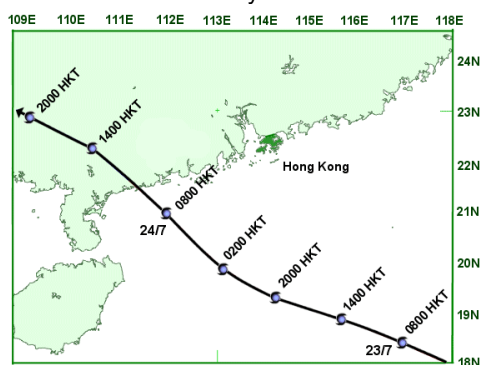 109E 110E 111E 112E 113E 114E 115E 116E 117E 118E
24N
2000 HKT
23N
1400 HKT
Hong Kong
22N
0800 HKT
24/7
21N
0200 HKT
2000 HKT
20N
1400 HKT
19N
0800 HKT
23/7
18N